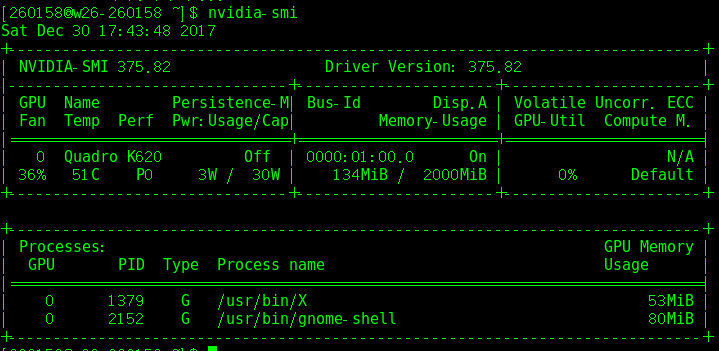 [260158@w26-260158 ~]$ nvidia-smi
Sat Dec 30 17:43:48 2017
+-----------------------------------------------------------------------------+
| NVIDIA-SMI 375.82                 Driver Version: 375.82                    |
|-------------------------------+----------------------+----------------------+
| GPU  Name        Persistence-M| Bus-Id        Disp.A | Volatile Uncorr. ECC |
| Fan  Temp  Perf  Pwr:Usage/Cap|         Memory-Usage | GPU-Util  Compute M. |
|===============================+======================+======================|
|   0  Quadro K620         Off  | 0000:01:00.0      On |                  N/A |
| 36%   51C    P0     3W /  30W |    134MiB /  2000MiB |      0%      Default |
+-------------------------------+----------------------+----------------------+
+-----------------------------------------------------------------------------+
| Processes:                                                       GPU Memory |
|  GPU       PID  Type  Process name                               Usage      |
|=============================================================================|
|    0      1379    G   /usr/bin/X                                      53MiB |
|    0      2152    G   /usr/bin/gnome-shell                            80MiB |
+-----------------------------------------------------------------------------+